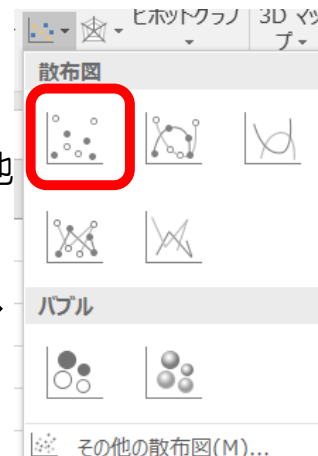 ピボットグラフ
3D マッ
プ
散布図
他
バブル
その他の散布図(M)...